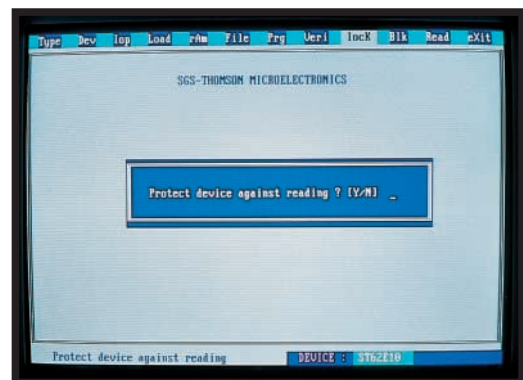 Type Dev Iop Load rAm File Prg Veri locK Blk Read eXit
SGS-THOMSON MICROELECTRONICS
Protect device against reading ? [Y/N] _
Protect device against reading DEVICE : ST62E10